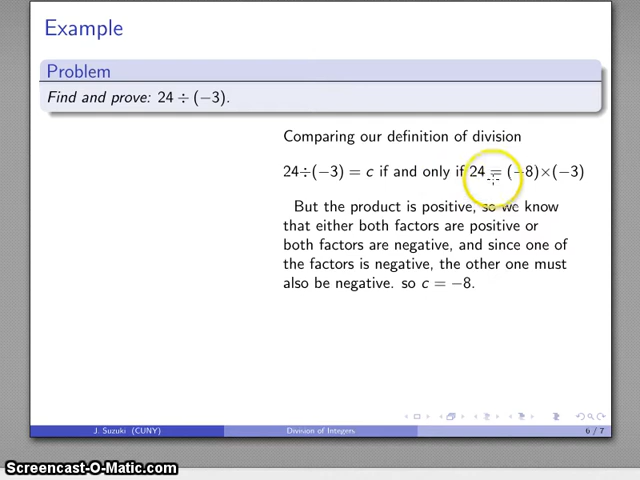 Example
Problem
Find and prove: 24 ÷ (−3).
Comparing our definition of division
24÷(−3) = c if and only if 24 = (−8)×(−3)
But the product is positive, so we know
that either both factors are positive or
both factors are negative, and since one of
the factors is negative, the other one must
also be negative. so c = −8.
J. Suzuki (CUNY)
Division of Integers
6 / 7
Screencast-O-Matic.com